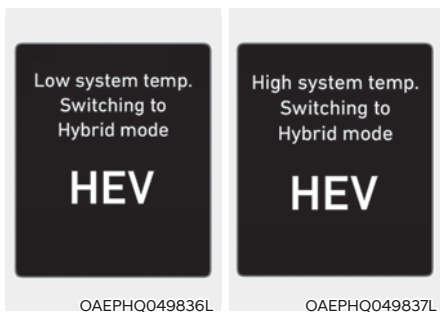 Low system temp.
Switching to
Hybrid mode
HEV
OAEPHQ049836L
High system temp.
Switching to
Hybrid mode
HEV
OAEPHQ049837L